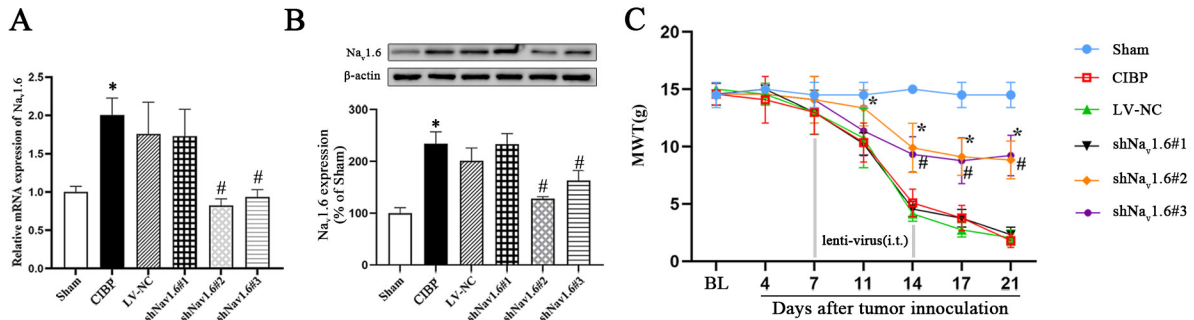 A
Relative mRNA expression of Nav1.6
2.5
2.0
1.5
1.0
0.5
0.0
*
#
#
Sham
CIBP
LV-NC
shNav1.6#1
shNav1.6#2
shNav1.6#3
B
Nav1.6
β-actin
Nav1.6 expression
(% of Sham)
400
300
200
100
0
*
#
#
Sham
CIBP
LV-NC
shNav1.6#1
shNav1.6#2
shNav1.6#3
C
MWT(g)
20
15
10
5
0
*
*
*
*
#
#
#
lenti-virus(i.t.)
BL 4 7 11 14 17 21
Days after tumor innoculation
Sham
CIBP
LV-NC
shNav1.6#1
shNav1.6#2
shNav1.6#3